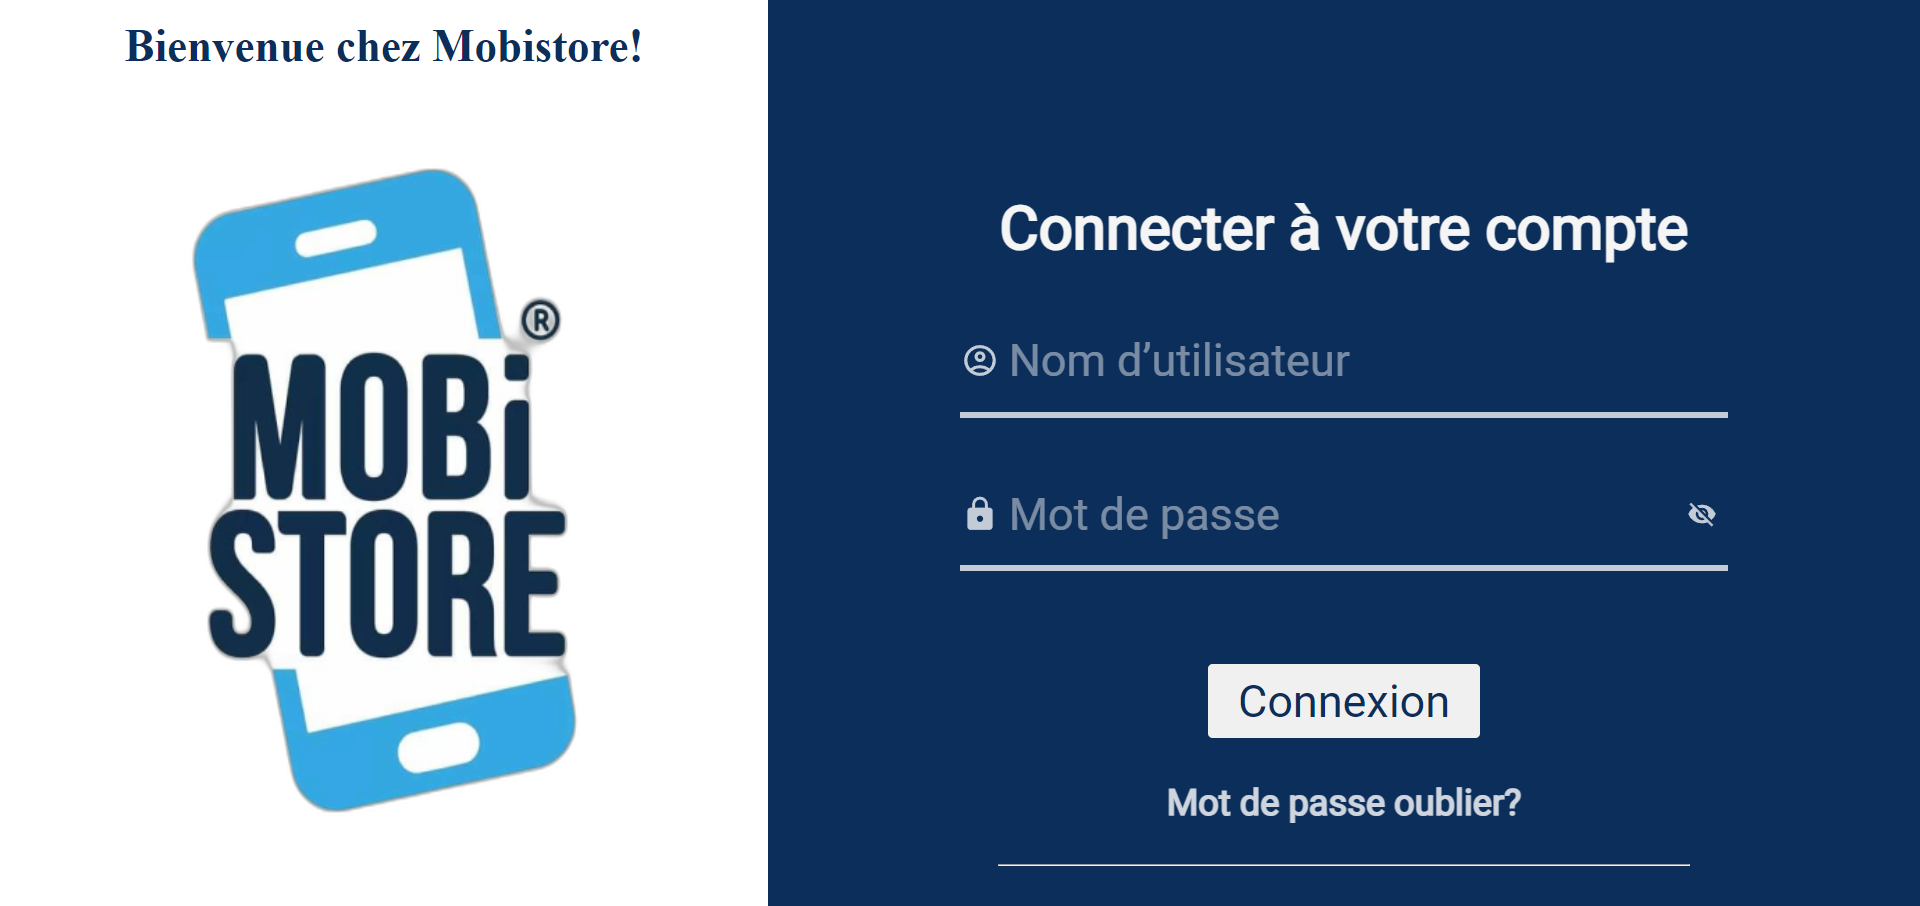 Bienvenue chez Mobistore!
MOBi
STORE
®
Connecter à votre compte
Nom d’utilisateur
Mot de passe
Connexion
Mot de passe oublier?